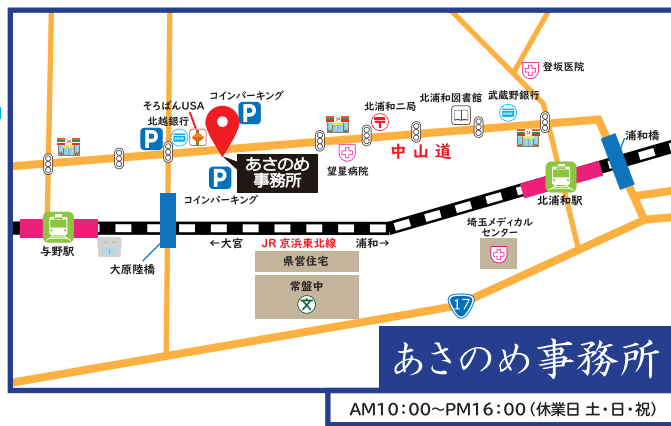 登坂医院
コインパーキング
そろばんUSA
北越銀行
P
P
北浦和二局
北浦和図書館
武蔵野銀行
中山道
浦和橋
あさのめ
事務所
P
望星病院
コインパーキング
北浦和駅
与野駅
大原陸橋
←大宮
JR京浜東北線
浦和→
埼玉メディカル
センター
県営住宅
常盤中
文
17
あさのめ事務所
AM10:00~PM16:00(休業日 土・日・祝)